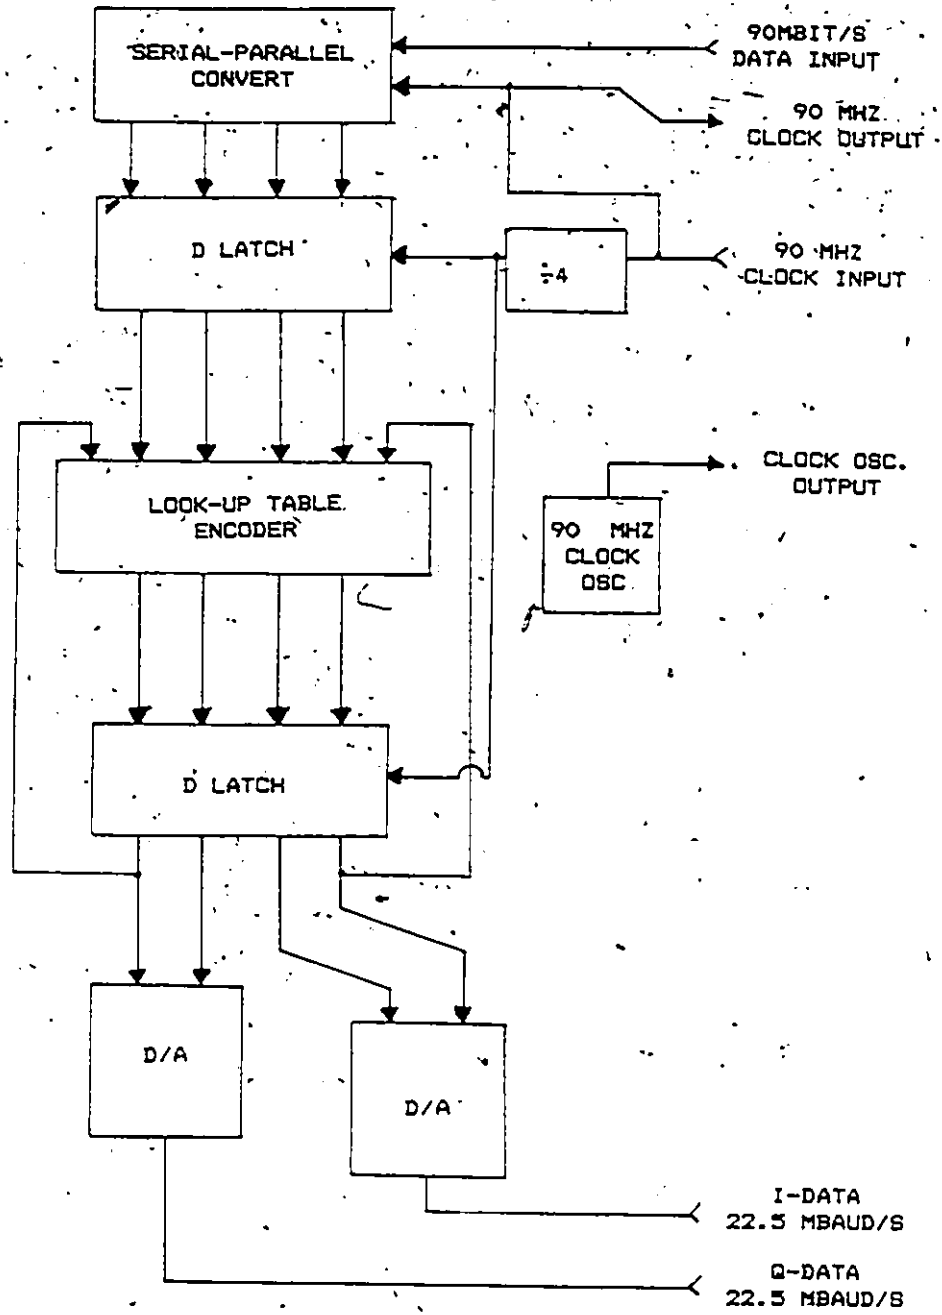 SERIAL-PARALLEL
CONVERT
90MBIT/S
DATA INPUT
90 MHZ
CLOCK OUTPUT
D LATCH
÷4
90 MHZ
CLOCK INPUT
LOOK-UP TABLE
ENCODER
CLOCK OSC.
OUTPUT
90 MHZ
CLOCK
OSC
D LATCH
D/A
D/A
I-DATA
22.5 MBAUD/S
Q-DATA
22.5 MBAUD/S